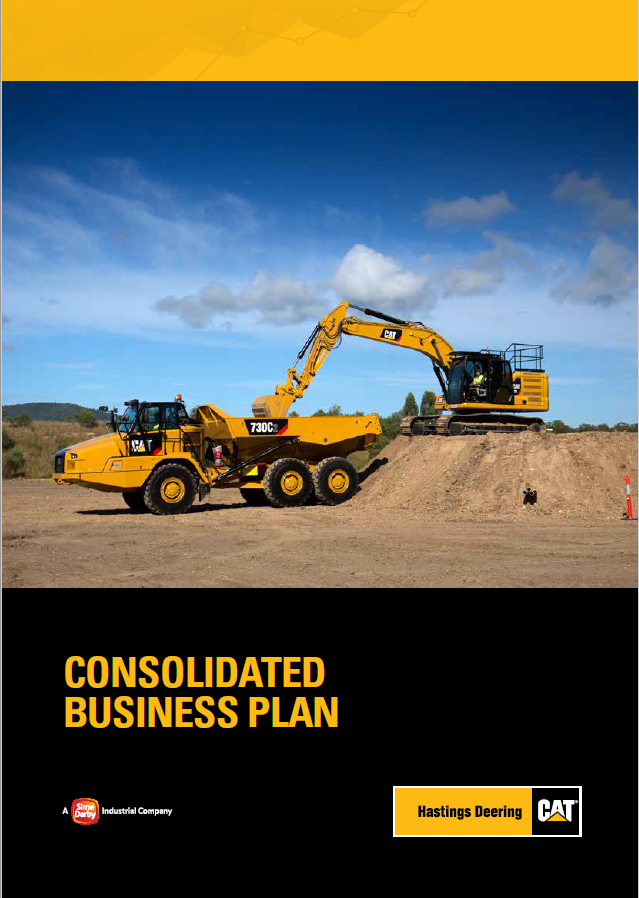 CAT
730C2
CAT
CONSOLIDATED
BUSINESS PLAN
A Sime Darby Industrial Company
Hastings Deering CAT